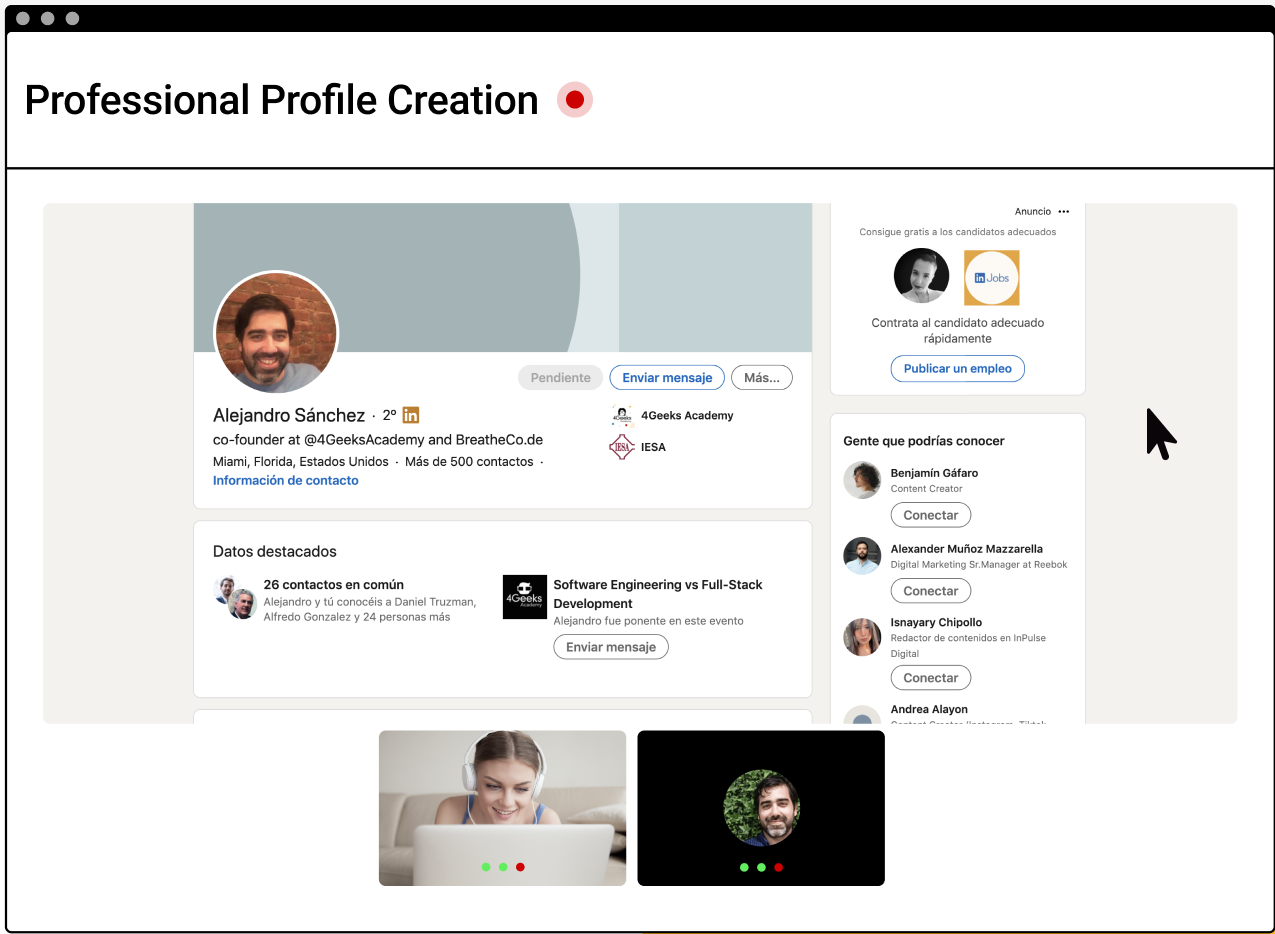 Professional Profile Creation
Anuncio •••
Consigue gratis a los candidatos adecuados
in Jobs
Contrata al candidato adecuado
rápidamente
Publicar un empleo
Pendiente
Enviar mensaje
Más...
Alejandro Sánchez · 2º in
co-founder at @4GeeksAcademy and BreatheCo.de
Miami, Florida, Estados Unidos · Más de 500 contactos ·
Información de contacto
4Geeks
4Geeks Academy
IESA
IESA
Datos destacados
26 contactos en común
Alejandro y tú conocéis a Daniel Truzman,
Alfredo Gonzalez y 24 personas más
4Geeks
Academy
Software Engineering vs Full-Stack
Development
Alejandro fue ponente en este evento
Enviar mensaje
Gente que podrías conocer
Benjamín Gáfaro
Content Creator
Conectar
Alexander Muñoz Mazzarella
Digital Marketing Sr.Manager at Reebok
Conectar
Isnayary Chipollo
Redactor de contenidos en InPulse
Digital
Conectar
Andrea Alayon